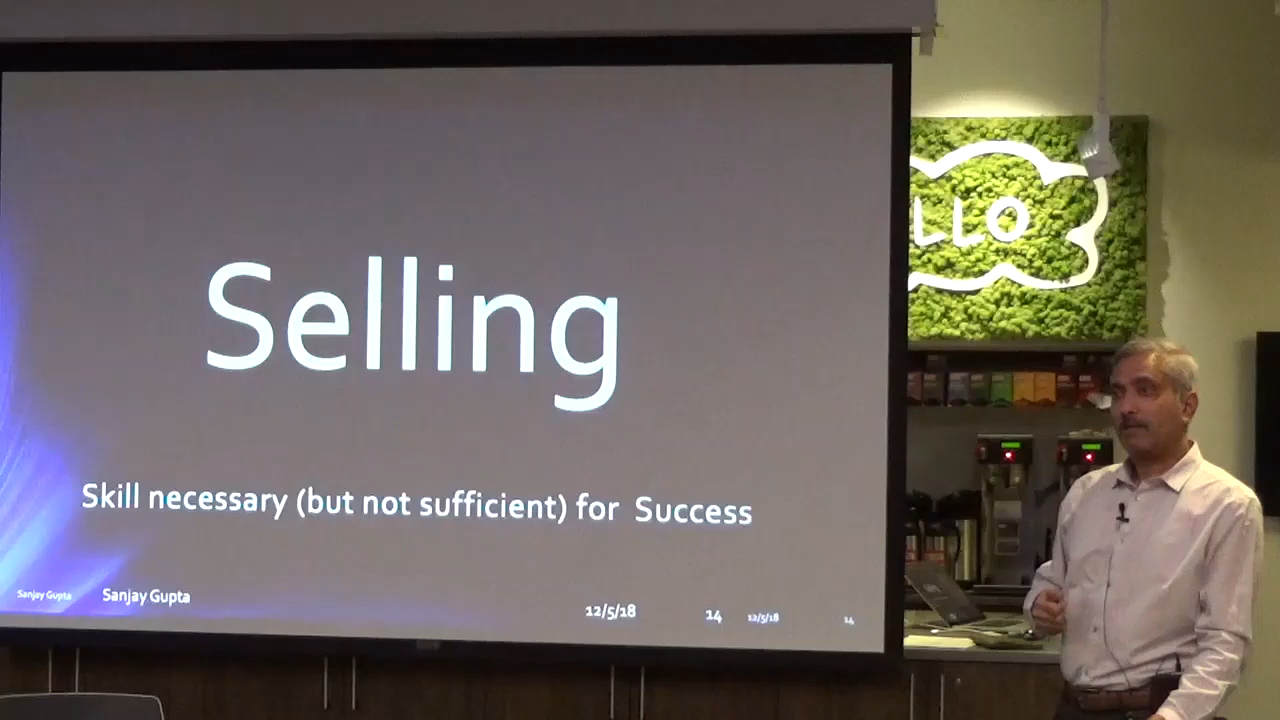 Selling
Skill necessary (but not sufficient) for Success
Sanjay Gupta Sanjay Gupta 12/5/18 14 12/5/18 14
LLO